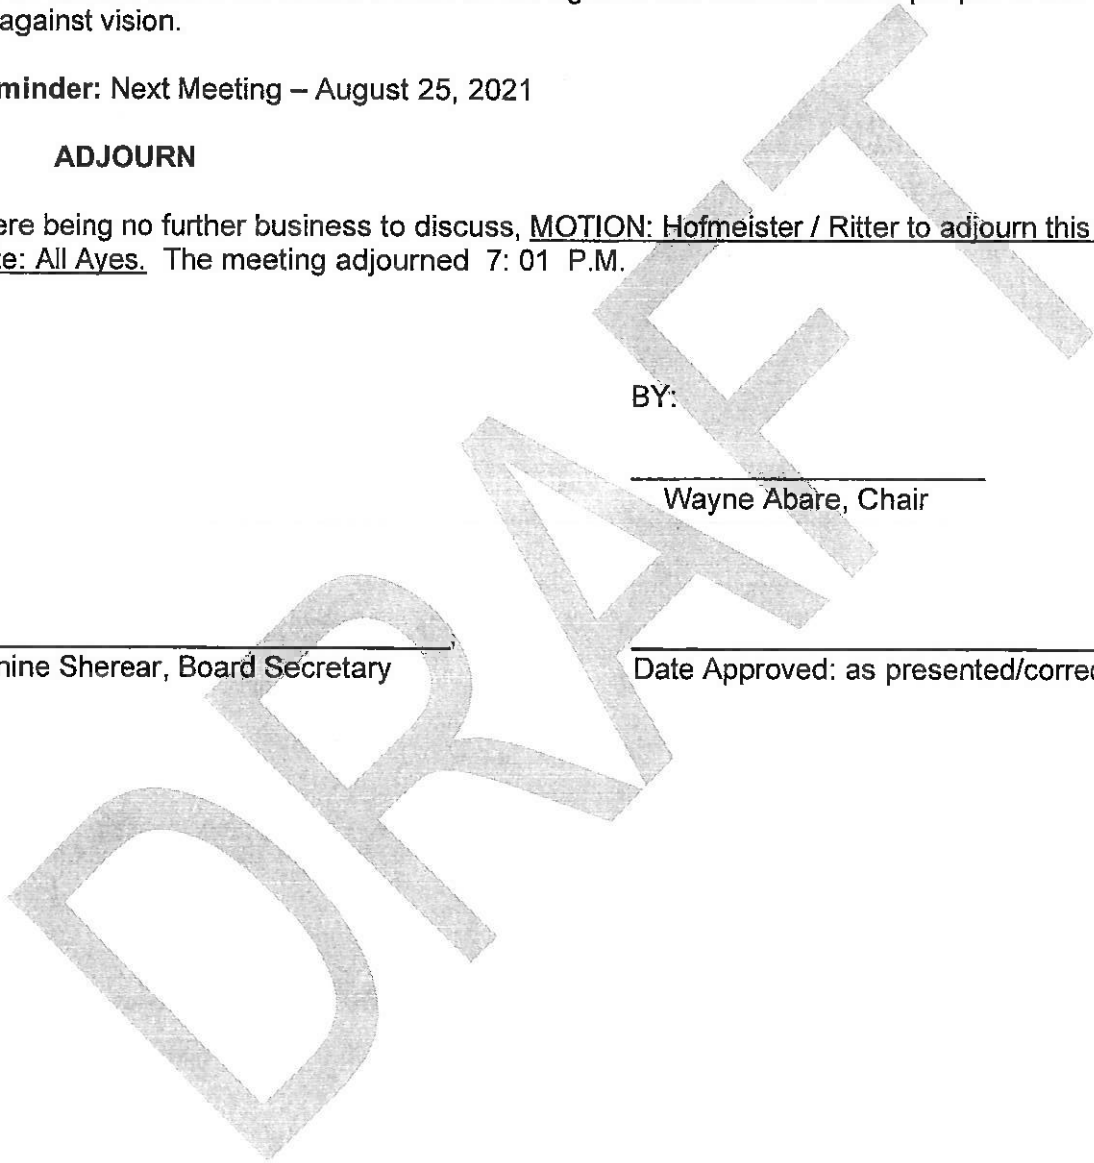 against vision.
minder: Next Meeting – August 25, 2021
ADJOURN
ere being no further business to discuss, MOTION: Hofmeister / Ritter to adjourn this
te: All Ayes. The meeting adjourned 7: 01 P.M.
BY:
Wayne Abare, Chair
nine Sherear, Board Secretary
Date Approved: as presented/correc
DRAFT